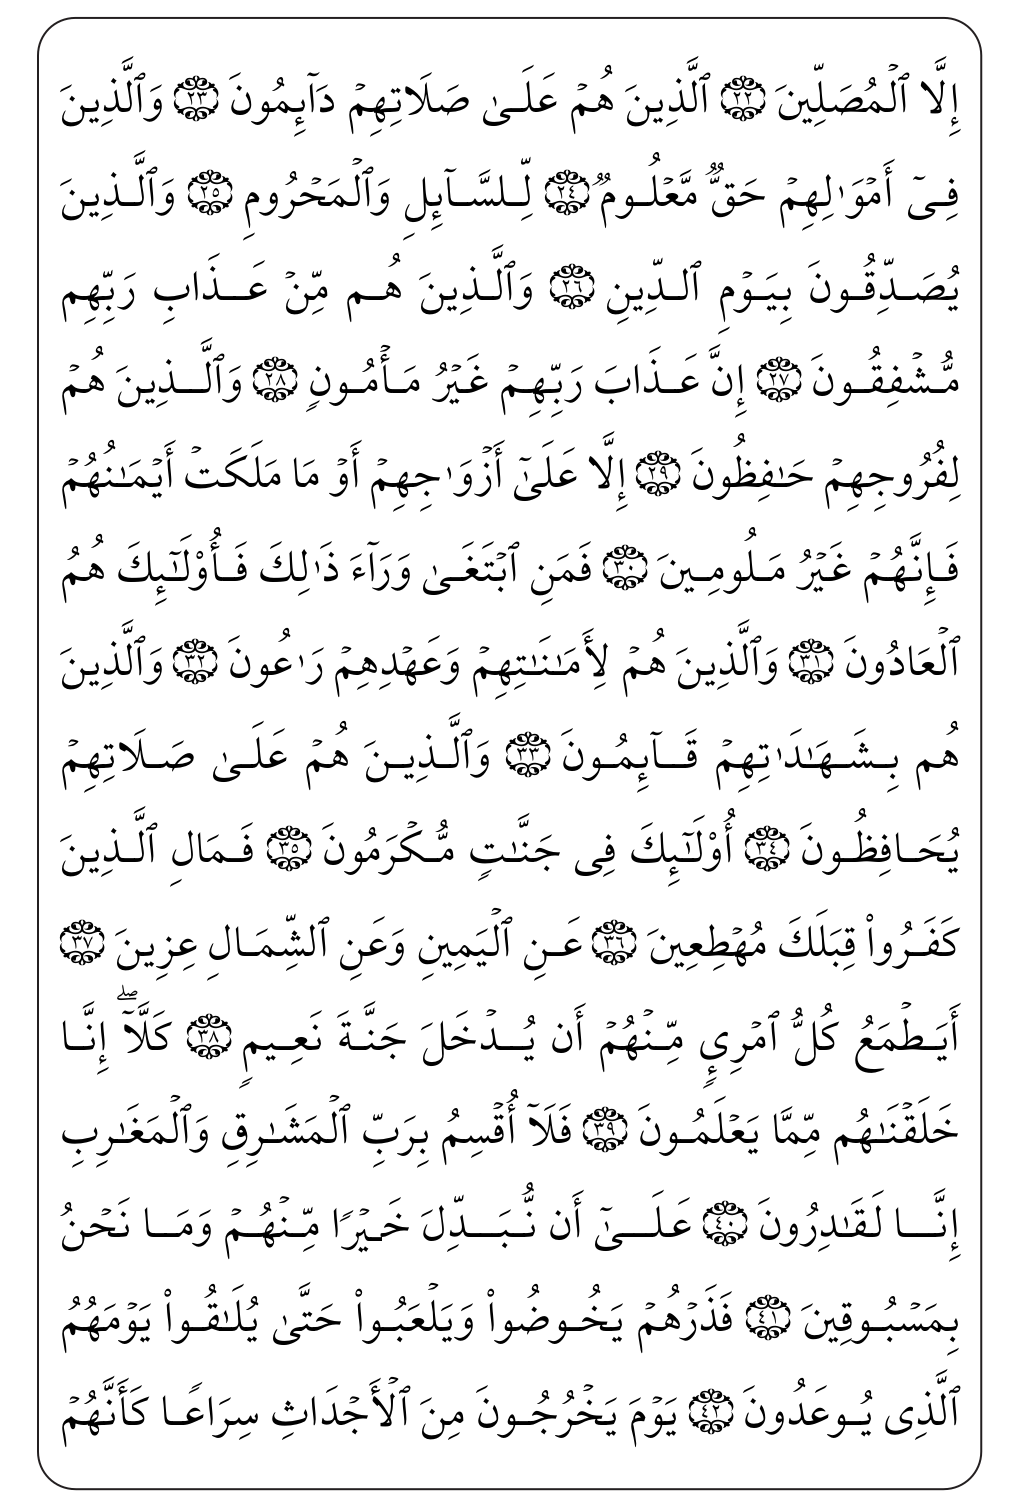 إِلَّا ٱلۡمُصَلِّينَ ٢٢ ٱلَّذِينَ هُمۡ عَلَىٰ صَلَاتِهِمۡ دَآئِمُونَ ٢٣ وَٱلَّذِينَ
فِىٓ أَمۡوَٰلِهِمۡ حَقࣱّ مَّعۡلُومࣱ ٢٤ لِّلسَّآئِلِ وَٱلۡمَحۡرُومِ ٢٥ وَٱلَّذِينَ
يُصَدِّقُونَ بِيَوۡمِ ٱلدِّينِ ٢٦ وَٱلَّذِينَ هُم مِّنۡ عَذَابِ رَبِّهِم
مُّشۡفِقُونَ ٢٧ إِنَّ عَذَابَ رَبِّهِمۡ غَيۡرُ مَأۡمُونࣲ ٢٨ وَٱلَّذِينَ هُمۡ
لِفُرُوجِهِمۡ حَٰفِظُونَ ٢٩ إِلَّا عَلَىٰٓ أَزۡوَٰجِهِمۡ أَوۡ مَا مَلَكَتۡ أَيۡمَٰنُهُمۡ
فَإِنَّهُمۡ غَيۡرُ مَلُومِينَ ٣٠ فَمَنِ ٱبۡتَغَىٰ وَرَآءَ ذَٰلِكَ فَأُوْلَٰٓئِكَ هُمُ
ٱلۡعَادُونَ ٣١ وَٱلَّذِينَ هُمۡ لِأَمَٰنَٰتِهِمۡ وَعَهۡدِهِمۡ رَٰعُونَ ٣٢ وَٱلَّذِينَ
هُم بِشَهَٰدَٰتِهِمۡ قَآئِمُونَ ٣٣ وَٱلَّذِينَ هُمۡ عَلَىٰ صَلَاتِهِمۡ
يُحَافِظُونَ ٣٤ أُوْلَٰٓئِكَ فِى جَنَّٰتࣲ مُّكۡرَمُونَ ٣٥ فَمَالِ ٱلَّذِينَ
كَفَرُواْ قِبَلَكَ مُهۡطِعِينَ ٣٦ عَنِ ٱلۡيَمِينِ وَعَنِ ٱلشِّمَالِ عِزِينَ ٣٧
أَيَطۡمَعُ كُلُّ ٱمۡرِئࣲ مِّنۡهُمۡ أَن يُدۡخَلَ جَنَّةَ نَعِيمࣲ ٣٨ كَلَّآۖ إِنَّا
خَلَقۡنَٰهُم مِّمَّا يَعۡلَمُونَ ٣٩ فَلَآ أُقۡسِمُ بِرَبِّ ٱلۡمَشَٰرِقِ وَٱلۡمَغَٰرِبِ
إِنَّا لَقَٰدِرُونَ ٤٠ عَلَىٰٓ أَن نُّبَدِّلَ خَيۡرࣰا مِّنۡهُمۡ وَمَا نَحۡنُ
بِمَسۡبُوقِينَ ٤١ فَذَرۡهُمۡ يَخُوضُواْ وَيَلۡعَبُواْ حَتَّىٰ يُلَٰقُواْ يَوۡمَهُمُ
ٱلَّذِى يُوعَدُونَ ٤٢ يَوۡمَ يَخۡرُجُونَ مِنَ ٱلۡأَجۡدَاثِ سِرَاعࣰا كَأَنَّهُمۡ